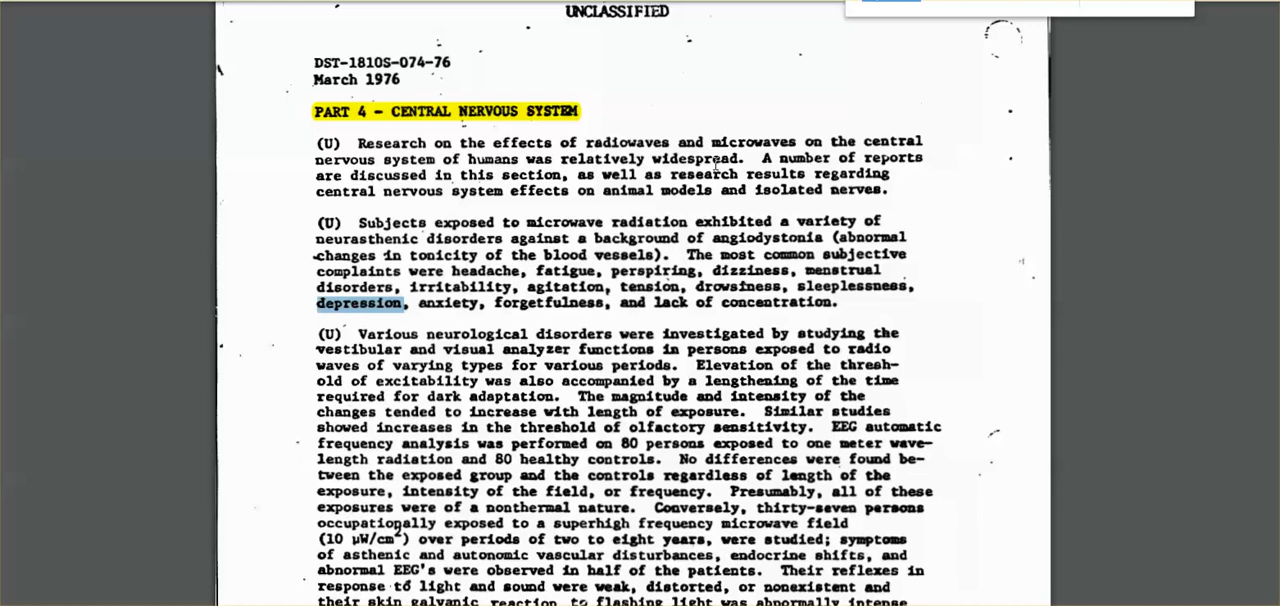 UNCLASSIFIED
DST-1810S-074-76
March 1976
PART 4 - CENTRAL NERVOUS SYSTEM
(U) Research on the effects of radiowaves and microwaves on the central
nervous system of humans was relatively widespread. A number of reports
are discussed in this section, as well as research results regarding
central nervous system effects on animal models and isolated nerves.
(U) Subjects exposed to microwave radiation exhibited a variety of
neurasthenic disorders against a background of angiodystonia (abnormal
changes in tonicity of the blood vessels). The most common subjective
complaints were headache, fatigue, perspiring, dizziness, menstrual
disorders, irritability, agitation, tension, drowsiness, sleeplessness,
depression, anxiety, forgetfulness, and lack of concentration.
(U) Various neurological disorders were investigated by studying the
vestibular and visual analyzer functions in persons exposed to radio
waves of varying types for various periods. Elevation of the thresh-
old of excitability was also accompanied by a lengthening of the time
required for dark adaptation. The magnitude and intensity of the
changes tended to increase with length of exposure. Similar studies
showed increases in the threshold of olfactory sensitivity. EEG automatic
frequency analysis was performed on 80 persons exposed to one meter wave-
length radiation and 80 healthy controls. No differences were found be-
tween the exposed group and the controls regardless of length of the
exposure, intensity of the field, or frequency. Presumably, all of these
exposures were of a nonthermal nature. Conversely, thirty-seven persons
occupationally exposed to a superhigh frequency microwave field
(10 µW/cm²) over periods of two to eight years, were studied; symptoms
of asthenic and autonomic vascular disturbances, endocrine shifts, and
abnormal EEG's were observed in half of the patients. Their reflexes in
response to light and sound were weak, distorted, or nonexistent and
their skin galvanic reaction to flashing light was abnormally intense